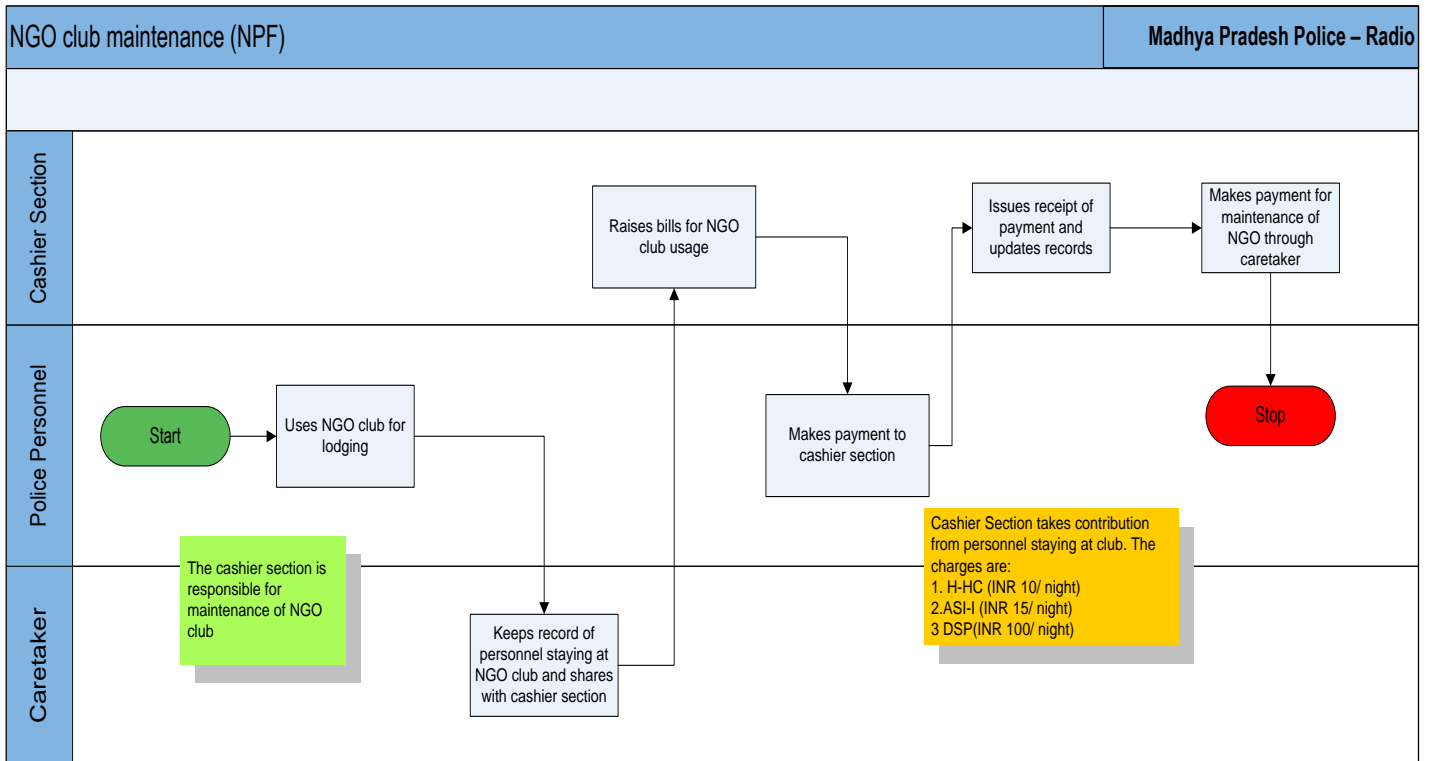 NGO club maintenance (NPF)
Madhya Pradesh Police – Radio
Cashier Section
Raises bills for NGO
club usage
Issues receipt of
payment and
updates records
Makes payment for
maintenance of
NGO through
caretaker
Police Personnel
Start
Uses NGO club for
lodging
Makes payment to
cashier section
Stop
The cashier section is
responsible for
maintenance of NGO
club
Cashier Section takes contribution
from personnel staying at club. The
charges are:
1. H-HC (INR 10/ night)
2.ASI-I (INR 15/ night)
3 DSP(INR 100/ night)
Caretaker
Keeps record of
personnel staying at
NGO club and shares
with cashier section